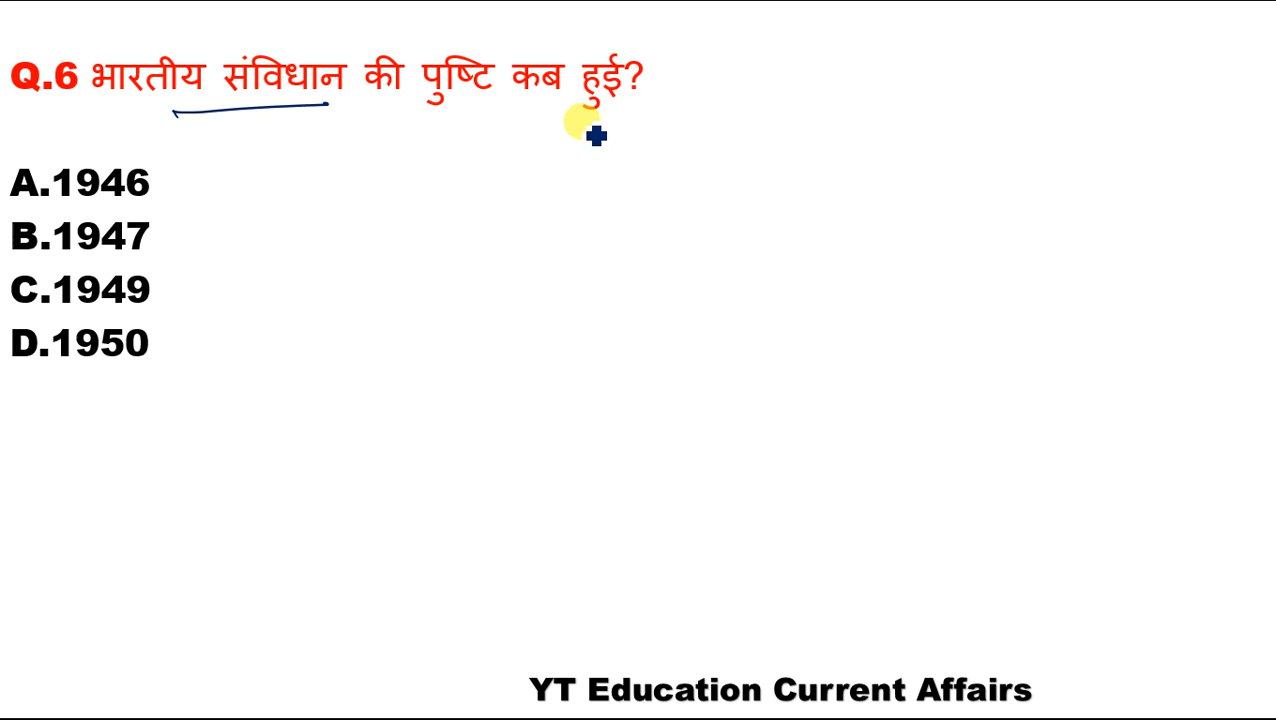 Q.6 भारतीय संविधान की पुष्टि कब हुई?
A.1946
B.1947
C.1949
D.1950
YT Education Current Affairs